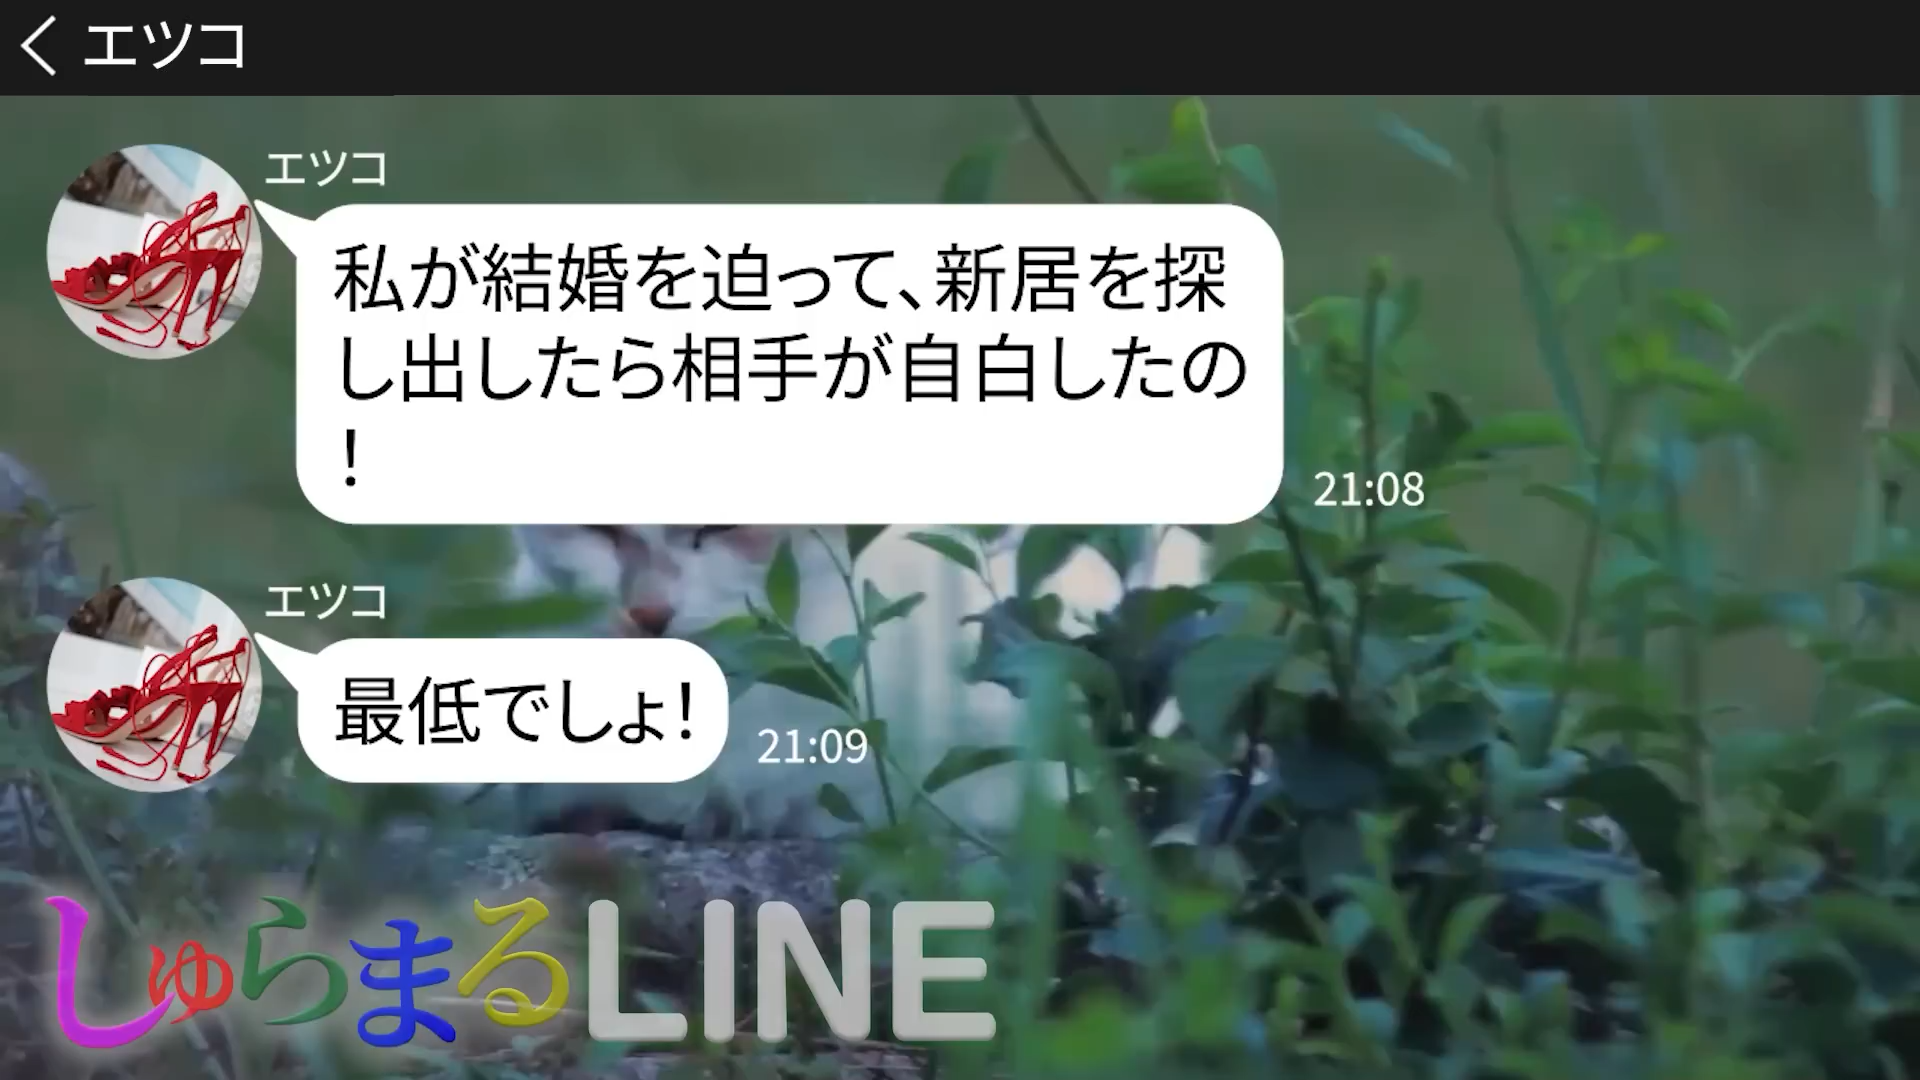 エツコ
エツコ
私が結婚を迫って、新居を探
し出したら相手が自白したの
！
21:08
エツコ
最低でしょ！
21:09
しゅらまるLINE